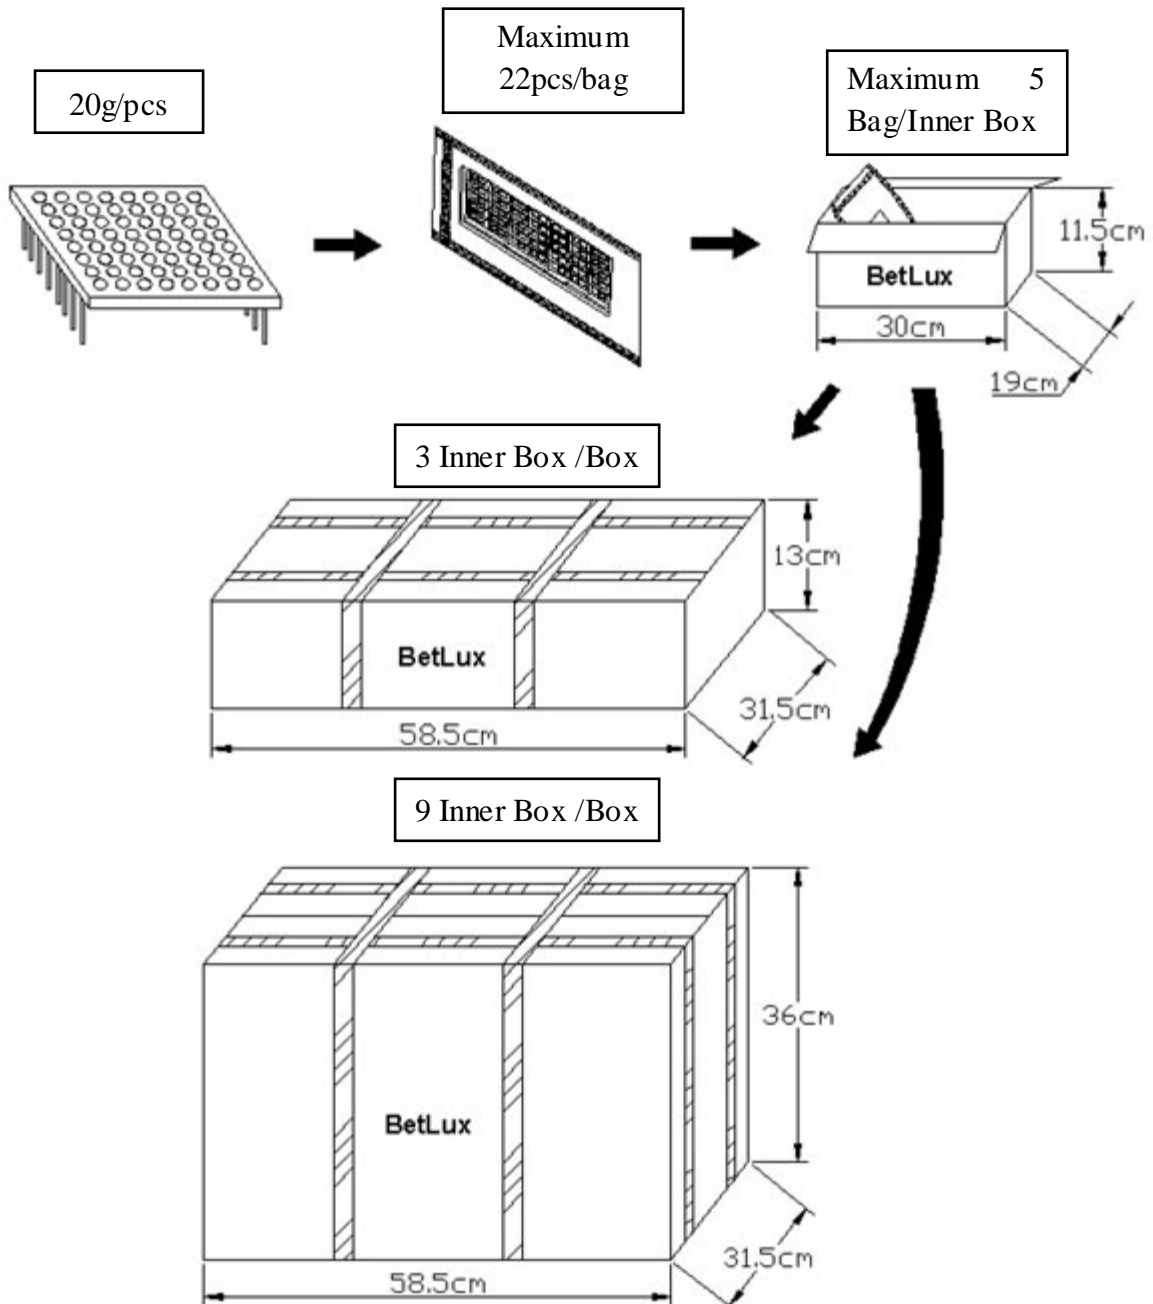 Maximum
22pcs/bag
20g/pcs
Maximum 5
Bag/Inner Box
11.5cm
BetLux
30cm
19cm
3 Inner Box /Box
13cm
BetLux
31.5cm
58.5cm
9 Inner Box /Box
36cm
BetLux
31.5cm
58.5cm